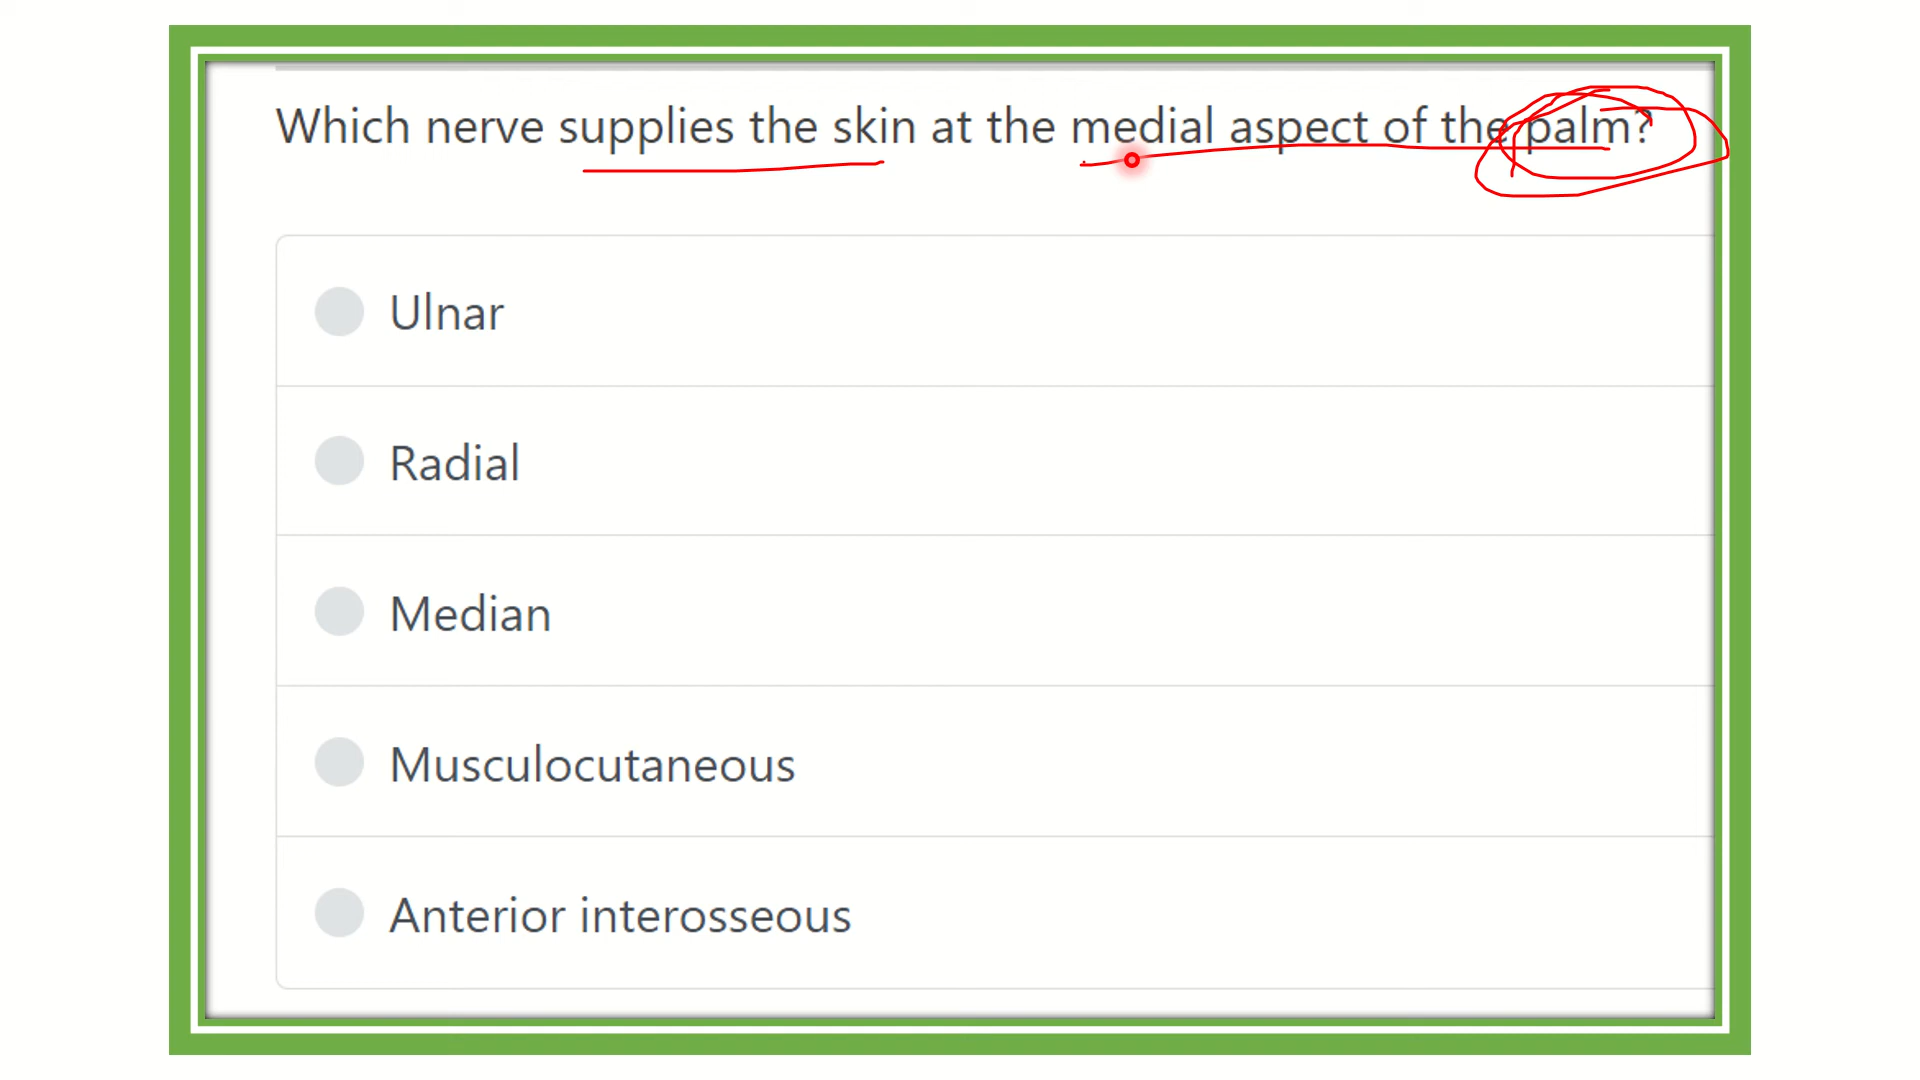 Which nerve supplies the skin at the medial aspect of the palm?
Ulnar
Radial
Median
Musculocutaneous
Anterior interosseous